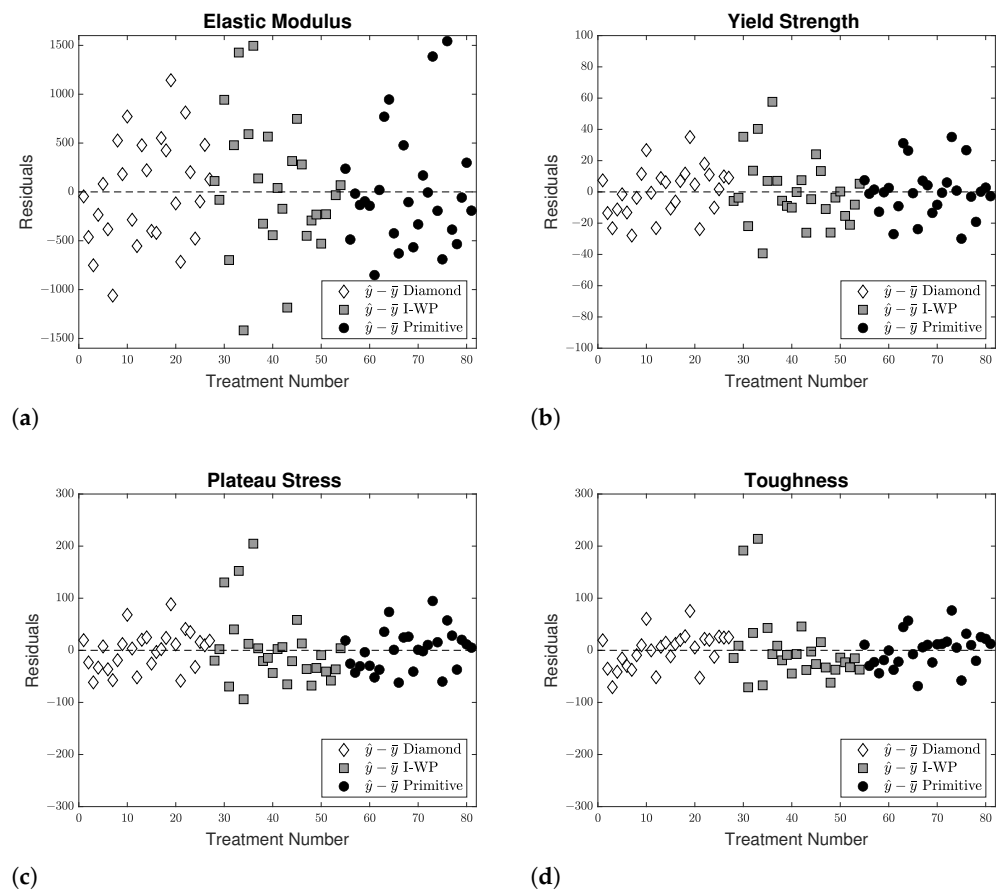 Elastic Modulus
1500
1000
500
0
−500
−1000
−1500
Residuals
0 10 20 30 40 50 60 70 80
Treatment Number
ŷ − ȳ Diamond
ŷ − ȳ I-WP
ŷ − ȳ Primitive
(a)
Yield Strength
100
80
60
40
20
0
−20
−40
−60
−80
−100
Residuals
0 10 20 30 40 50 60 70 80
Treatment Number
ŷ − ȳ Diamond
ŷ − ȳ I-WP
ŷ − ȳ Primitive
(b)
Plateau Stress
300
200
100
0
−100
−200
−300
Residuals
0 10 20 30 40 50 60 70 80
Treatment Number
ŷ − ȳ Diamond
ŷ − ȳ I-WP
ŷ − ȳ Primitive
(c)
Toughness
300
200
100
0
−100
−200
−300
Residuals
0 10 20 30 40 50 60 70 80
Treatment Number
ŷ − ȳ Diamond
ŷ − ȳ I-WP
ŷ − ȳ Primitive
(d)